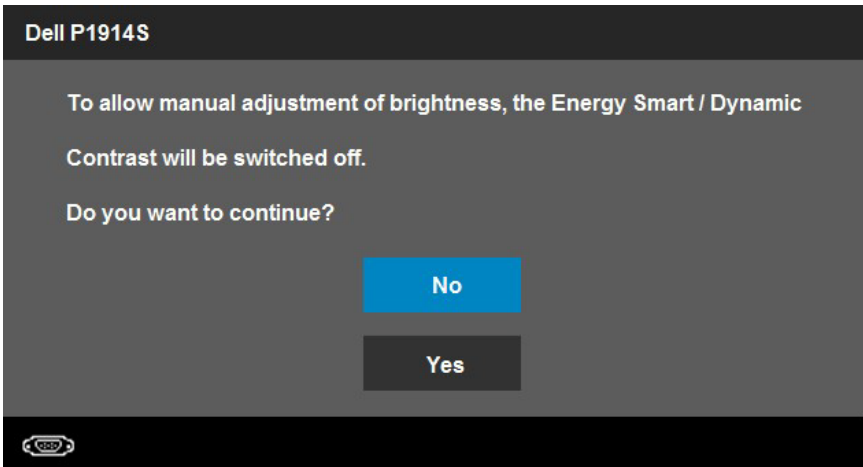 Dell P1914S
To allow manual adjustment of brightness, the Energy Smart / Dynamic
Contrast will be switched off.
Do you want to continue?
No
Yes